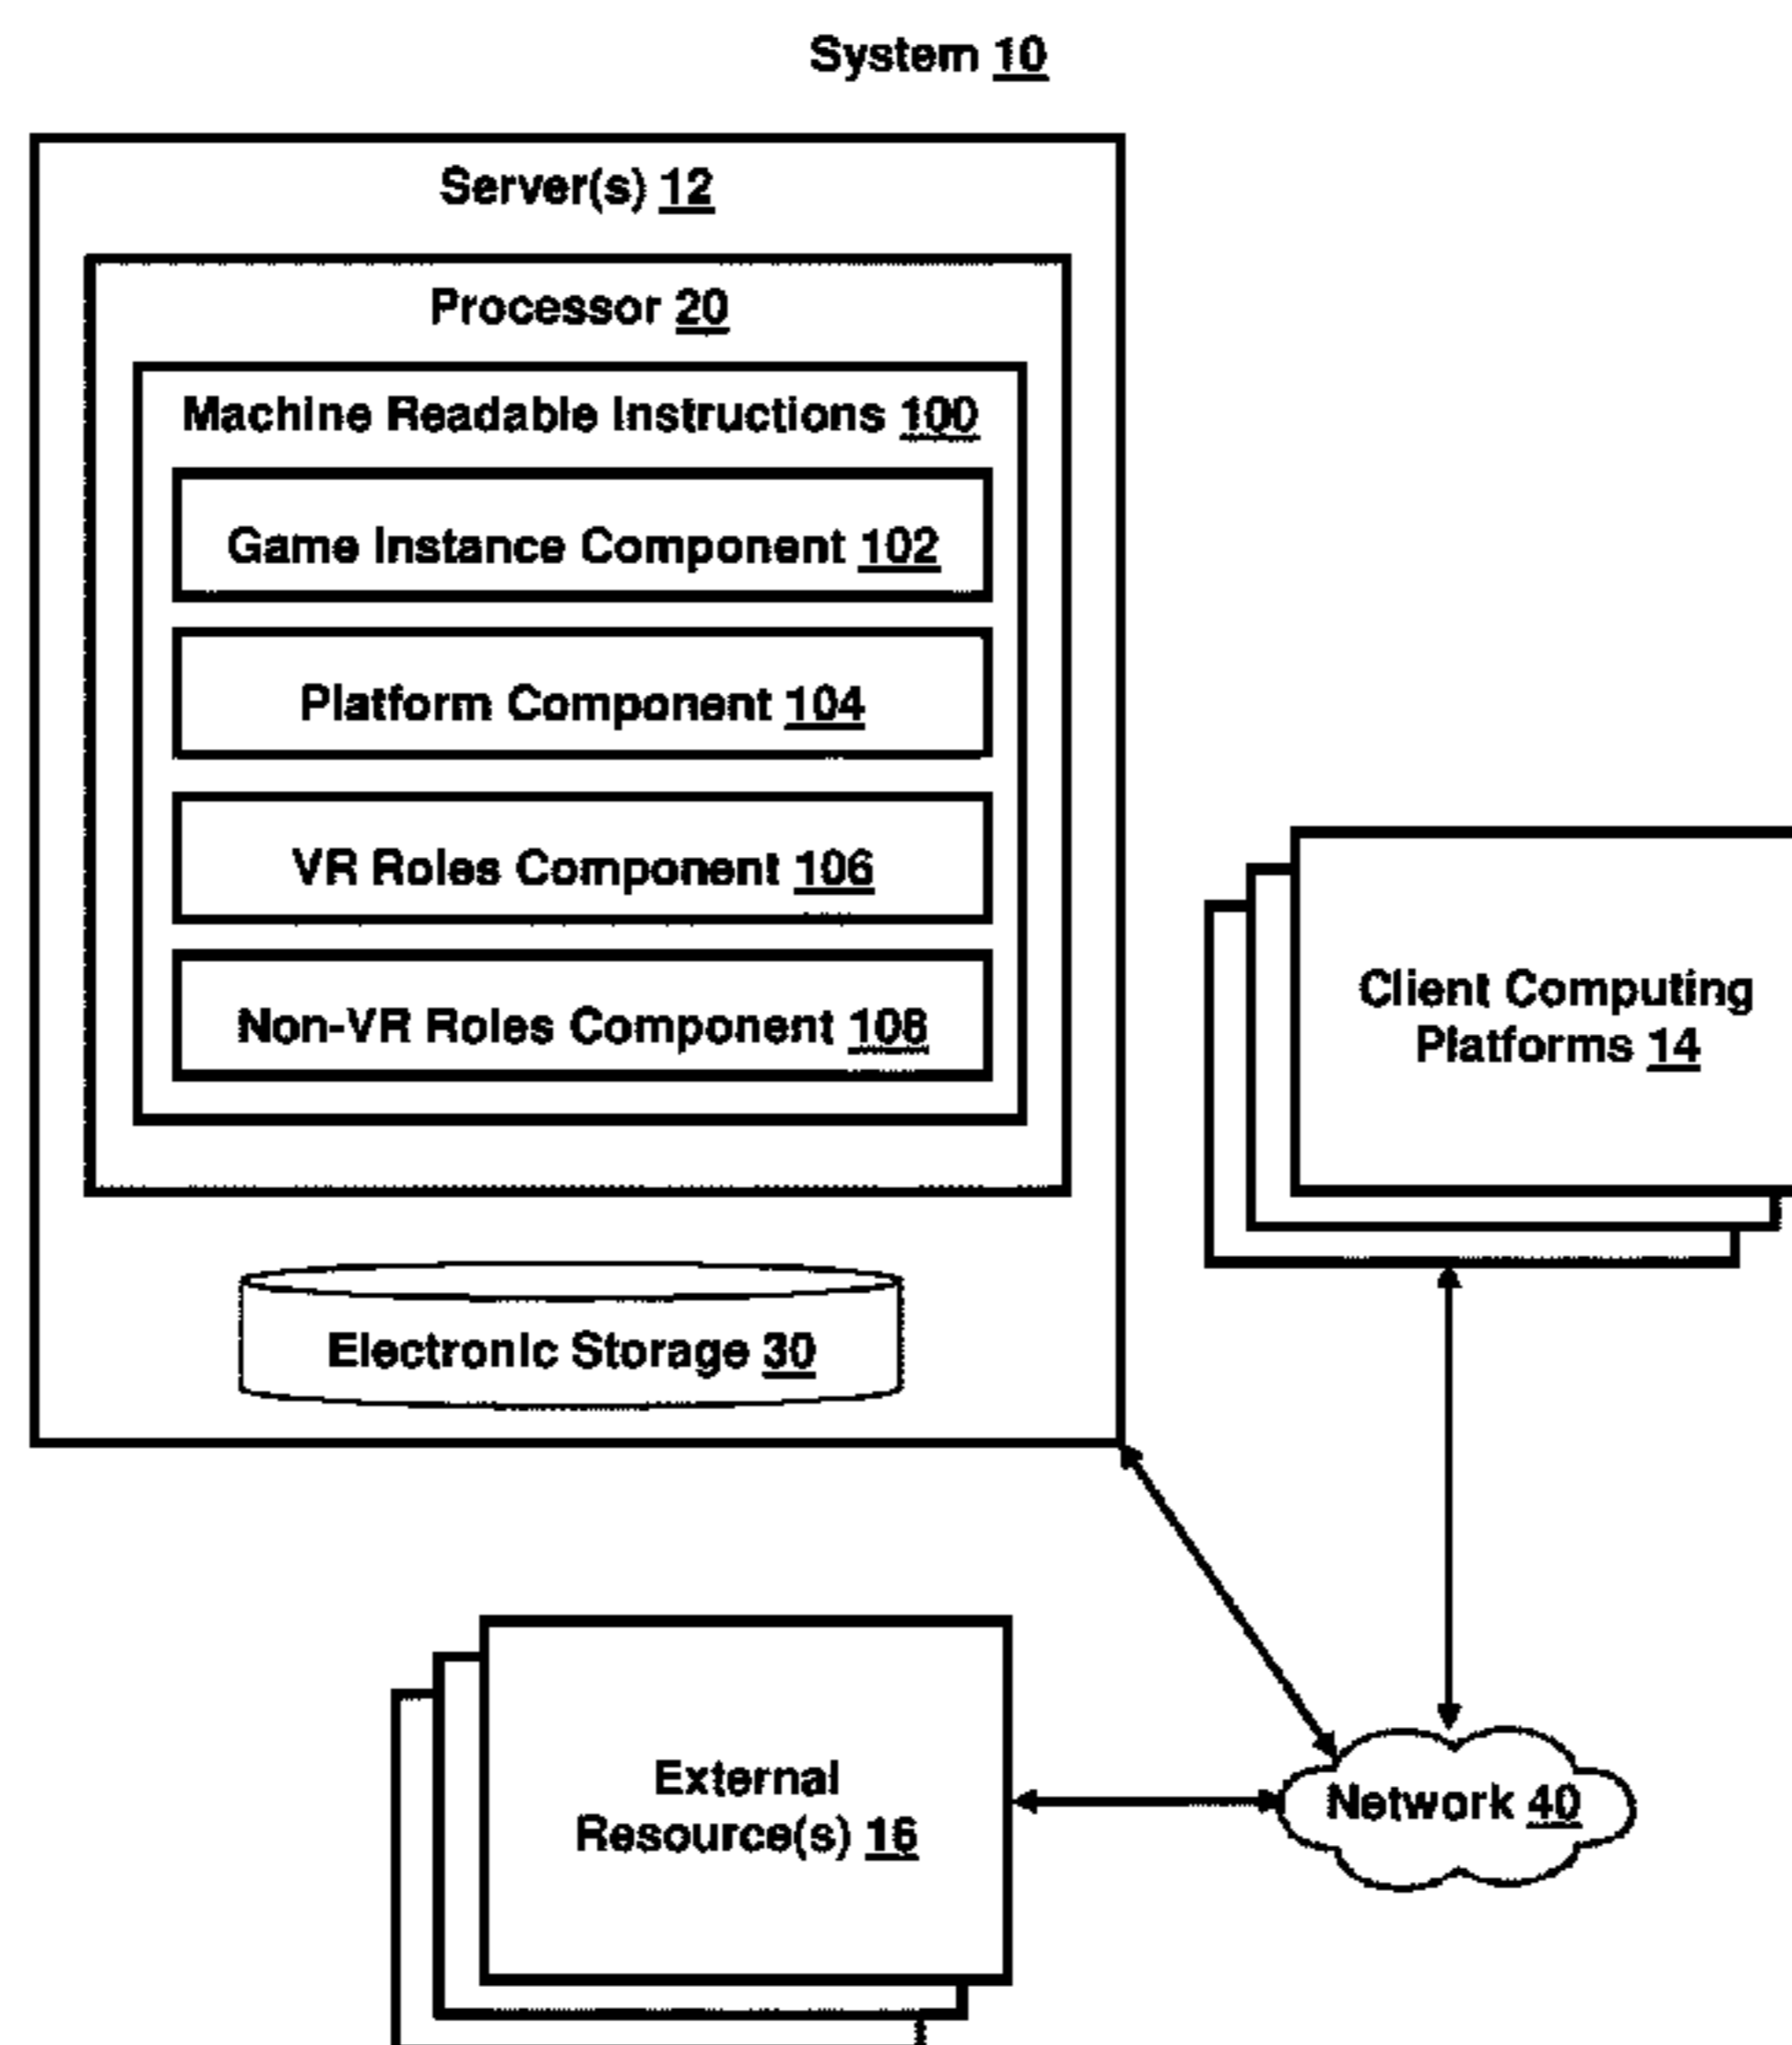 System 10
Server(s) 12
Processor 20
Machine Readable Instructions 100
Game Instance Component 102
Platform Component 104
VR Roles Component 106
Non-VR Roles Component 108
Client Computing
Platforms 14
Electronic Storage 30
External
Resource(s) 16
Network 40